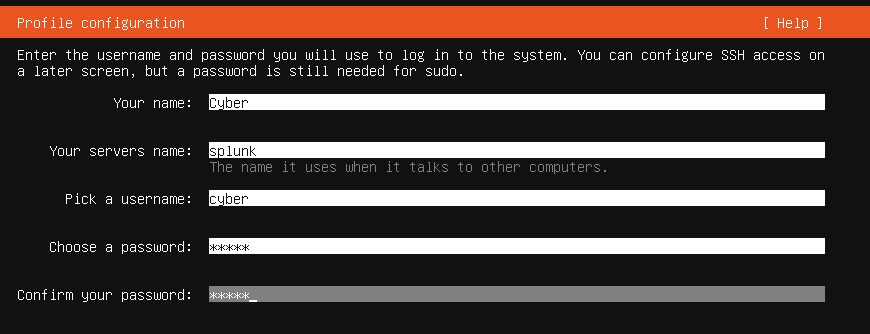 Profile configuration [ Help ]
Enter the username and password you will use to log in to the system. You can configure SSH access on
a later screen, but a password is still needed for sudo.
Your name: Cyber
Your servers name: splunk
The name it uses when it talks to other computers.
Pick a username: cyber
Choose a password: *****
Confirm your password: *****_